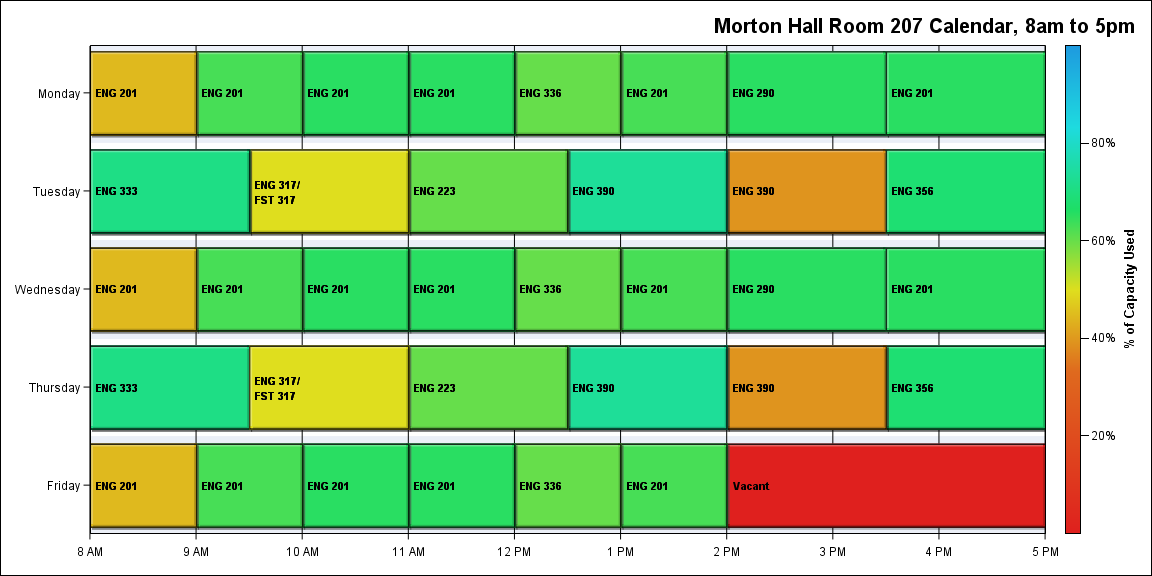 Morton Hall Room 207 Calendar, 8am to 5pm
Monday
ENG 201
ENG 201
ENG 201
ENG 201
ENG 336
ENG 201
ENG 290
ENG 201
Tuesday
ENG 333
ENG 317/
FST 317
ENG 223
ENG 390
ENG 390
ENG 356
Wednesday
ENG 201
ENG 201
ENG 201
ENG 201
ENG 336
ENG 201
ENG 290
ENG 201
Thursday
ENG 333
ENG 317/
FST 317
ENG 223
ENG 390
ENG 390
ENG 356
Friday
ENG 201
ENG 201
ENG 201
ENG 201
ENG 336
ENG 201
Vacant
8 AM
9 AM
10 AM
11 AM
12 PM
1 PM
2 PM
3 PM
4 PM
5 PM
80%
60%
40%
20%
% of Capacity Used